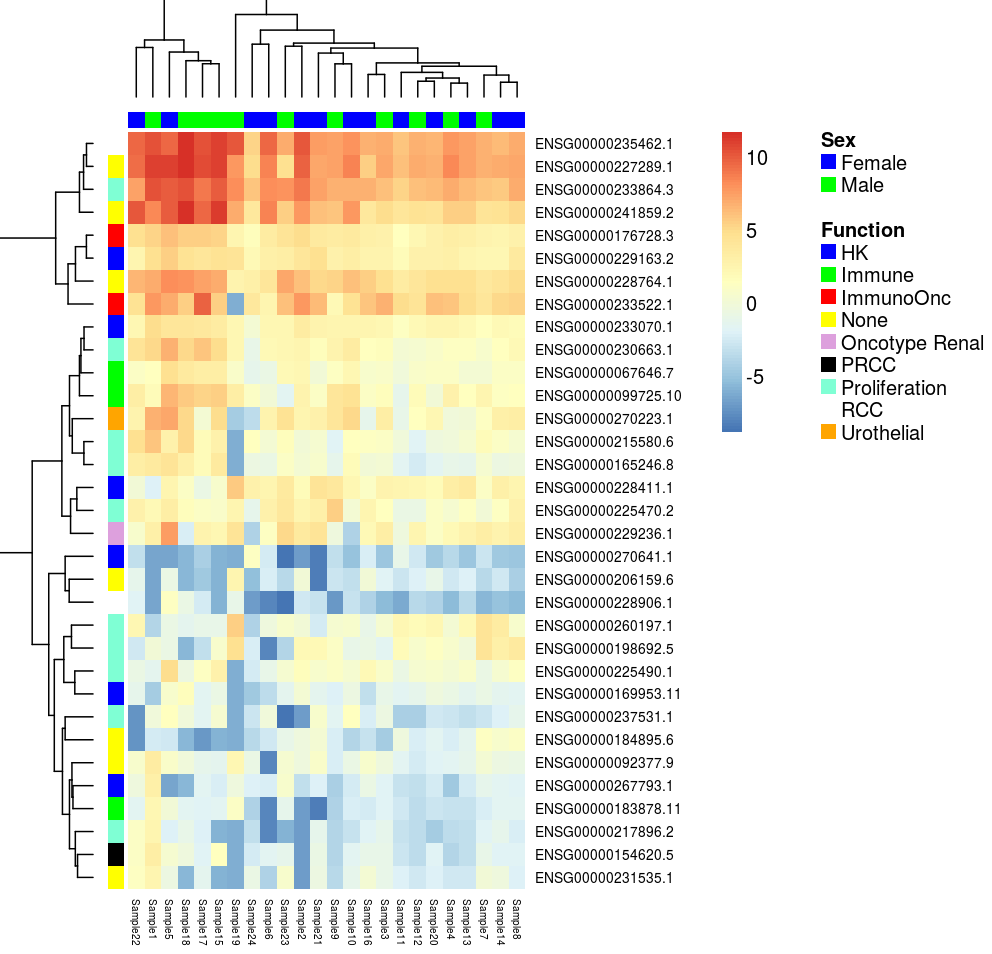 ENSG00000235462.1
ENSG00000227289.1
ENSG00000233864.3
ENSG00000241859.2
ENSG00000176728.3
ENSG00000229163.2
ENSG00000228764.1
ENSG00000233522.1
ENSG00000233070.1
ENSG00000230663.1
ENSG00000067646.7
ENSG00000099725.10
ENSG00000270223.1
ENSG00000215580.6
ENSG00000165246.8
ENSG00000228411.1
ENSG00000225470.2
ENSG00000229236.1
ENSG00000270641.1
ENSG00000206159.6
ENSG00000228906.1
ENSG00000260197.1
ENSG00000198692.5
ENSG00000225490.1
ENSG00000169953.11
ENSG00000237531.1
ENSG00000184895.6
ENSG00000092377.9
ENSG00000267793.1
ENSG00000183878.11
ENSG00000217896.2
ENSG00000154620.5
ENSG00000231535.1
Sample22
Sample1
Sample5
Sample18
Sample17
Sample15
Sample19
Sample24
Sample6
Sample23
Sample2
Sample21
Sample9
Sample10
Sample16
Sample3
Sample11
Sample12
Sample20
Sample4
Sample13
Sample7
Sample14
Sample8
10
5
0
-5
Sex
Female
Male
Function
HK
Immune
ImmunoOnc
None
Oncotype Renal
PRCC
Proliferation
RCC
Urothelial